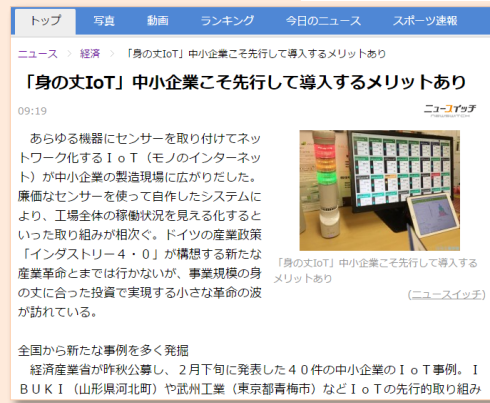 トップ 写真 動画 ランキング 今日のニュース スポーツ速報
ニュース > 経済 > 「身の丈IoT」中小企業こそ先行して導入するメリットあり
「身の丈IoT」中小企業こそ先行して導入するメリットあり
09:19
ニュースイッチ
NEWSWITCH
あらゆる機器にセンサーを取り付けてネッ
トワーク化するＩｏＴ（モノのインターネッ
ト）が中小企業の製造現場に広がりだした。
廉価なセンサーを使って自作したシステムに
より、工場全体の稼働状況を見える化すると
いった取り組みが相次ぐ。ドイツの産業政策
「インダストリー４・０」が構想する新たな
産業革命とまでは行かないが、事業規模の身
の丈に合った投資で実現する小さな革命の波
が訪れている。
「身の丈IoT」中小企業こそ先行して導入する
メリットあり
(ニュースイッチ)
全国から新たな事例を多く発掘
経済産業省が昨秋公募し、２月下旬に発表した４０件の中小企業のＩｏＴ事例。Ｉ
ＢＵＫＩ（山形県河北町）や武州工業（東京都青梅市）などＩｏＴの先行的取り組み